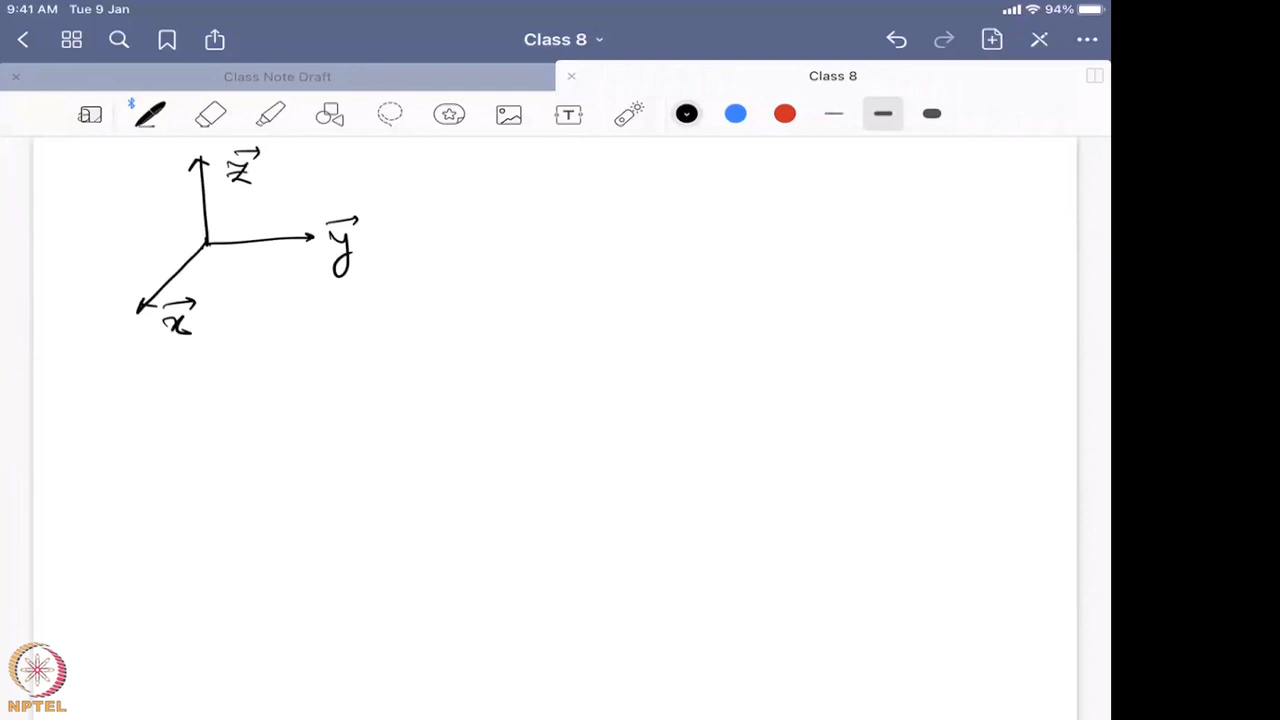 9:41 AM Tue 9 Jan 94%
Class 8
Class Note Draft
Class 8
T
z
y
x
NPTEL